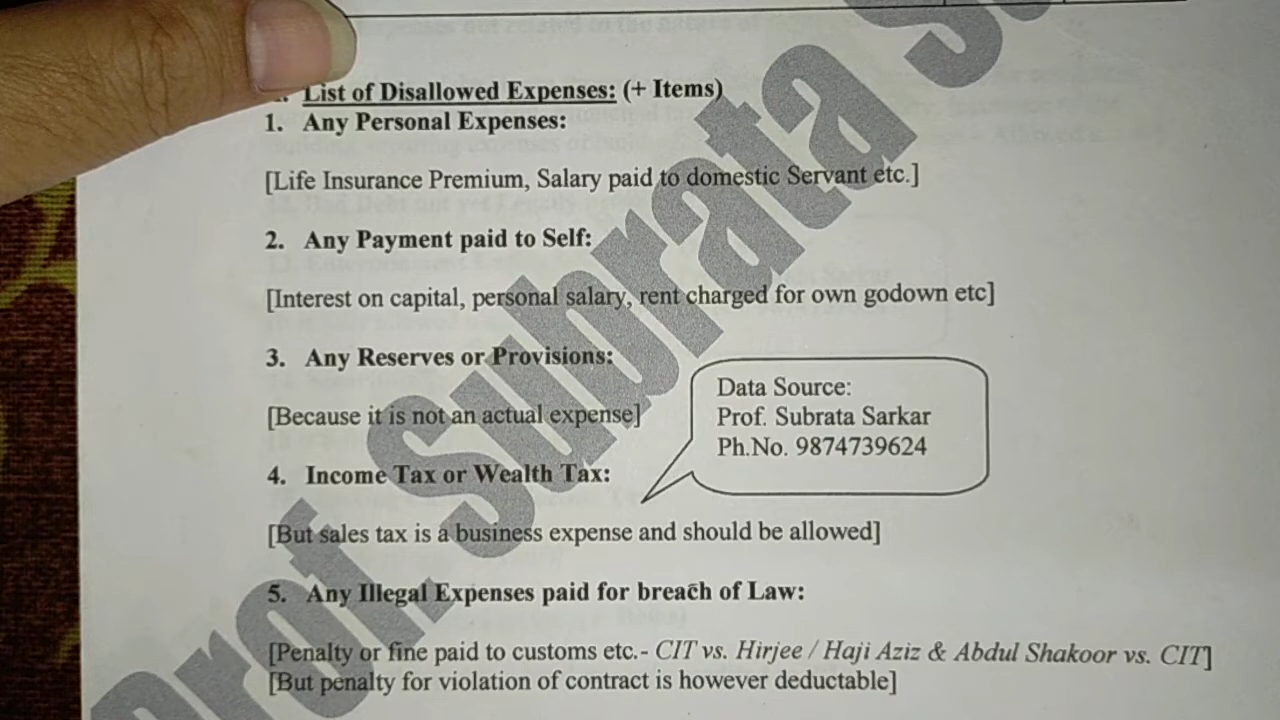 List of Disallowed Expenses: (+ Items)
1. Any Personal Expenses:
[Life Insurance Premium, Salary paid to domestic Servant etc.]
2. Any Payment paid to Self:
[Interest on capital, personal salary, rent charged for own godown etc]
3. Any Reserves or Provisions:
[Because it is not an actual expense]
Data Source:
Prof. Subrata Sarkar
Ph.No. 9874739624
4. Income Tax or Wealth Tax:
[But sales tax is a business expense and should be allowed]
5. Any Illegal Expenses paid for breach of Law:
[Penalty or fine paid to customs etc.- CIT vs. Hirjee / Haji Aziz & Abdul Shakoor vs. CIT]
[But penalty for violation of contract is however deductable]
Prof. Subrata